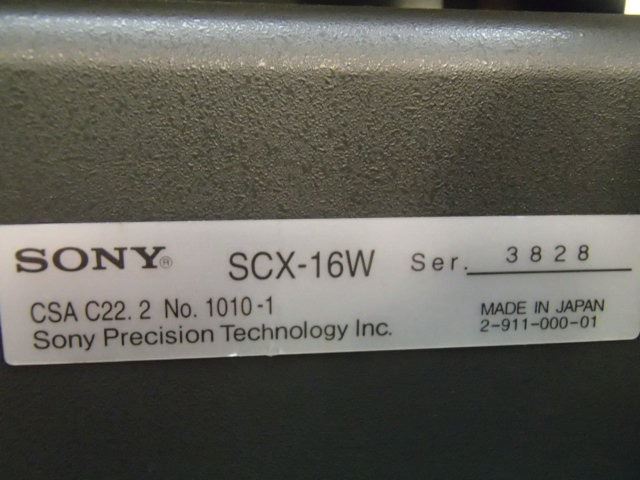 SONY® SCX-16W Ser. 3828
CSA C22.2 No. 1010-1
Sony Precision Technology Inc.
MADE IN JAPAN
2-911-000-01